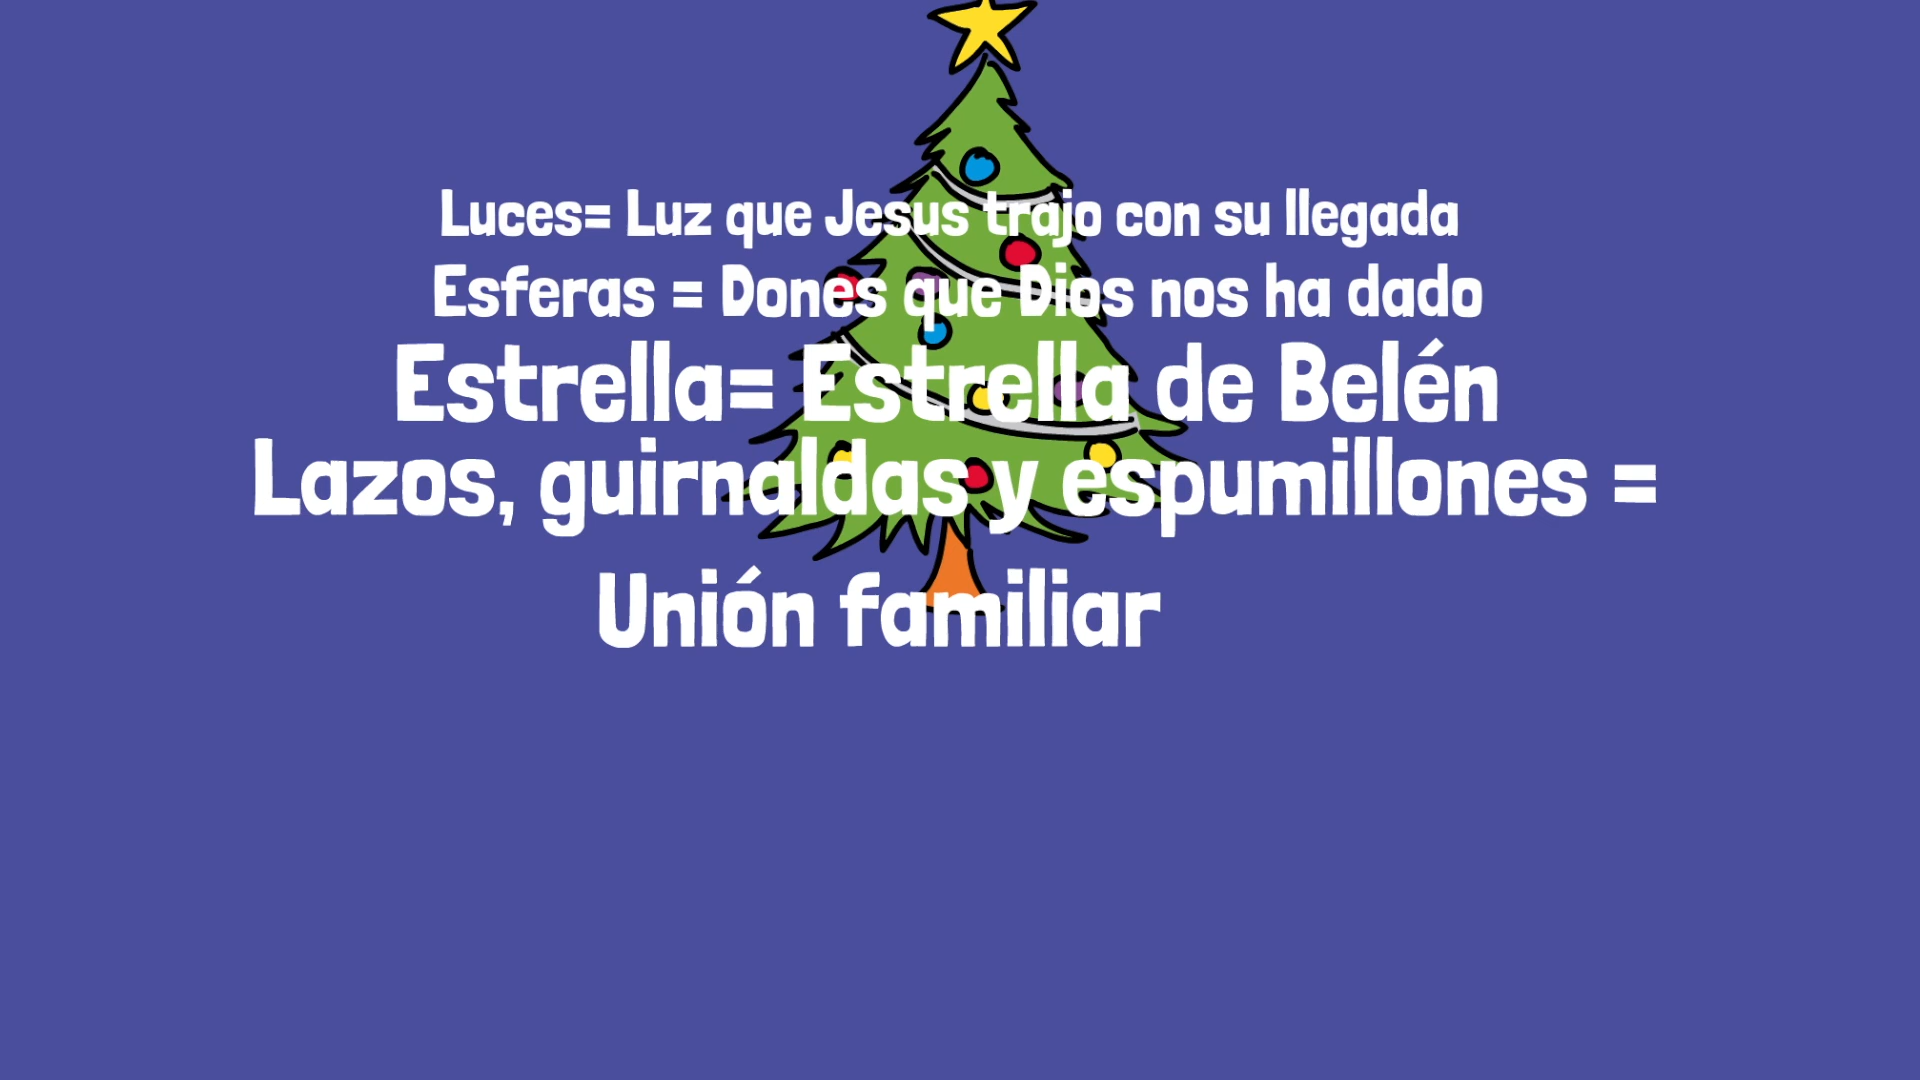 Luces= Luz que Jesus trajo con su llegada
Esferas = Dones que Dios nos ha dado
Estrella= Estrella de Belén
Lazos, guirnaldas y espumillones =
Unión familiar